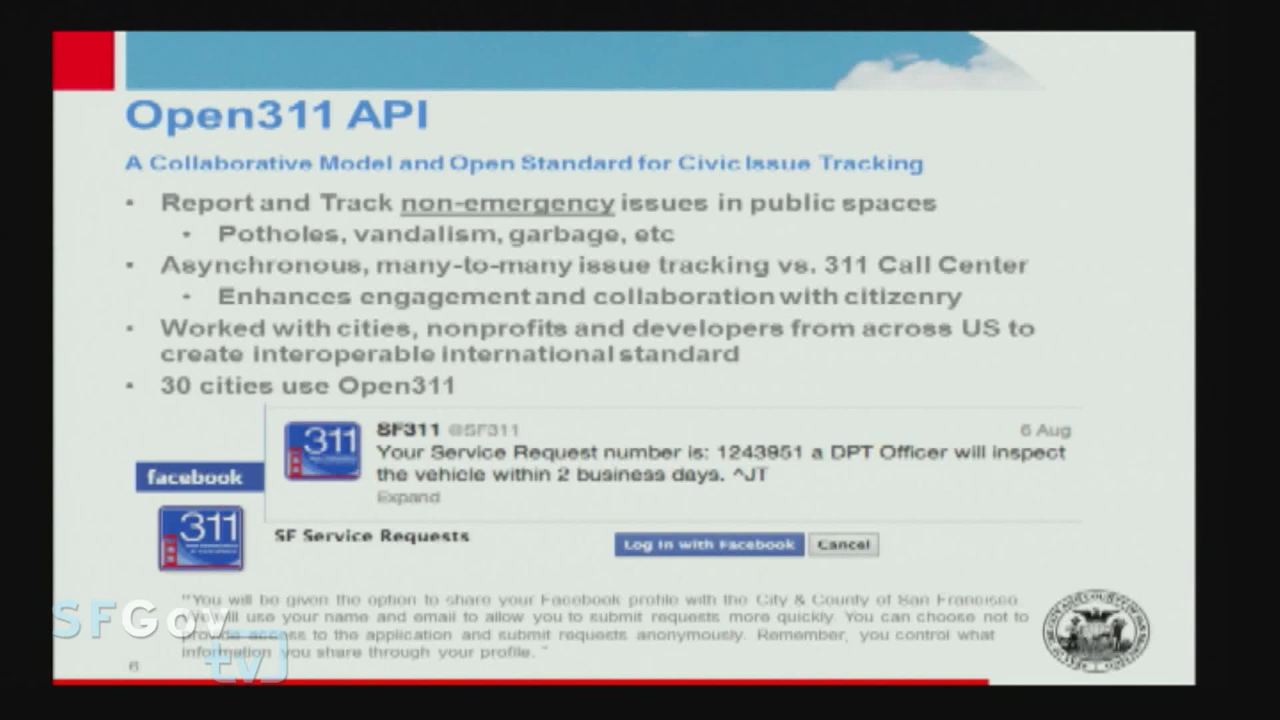 Open311 API
A Collaborative Model and Open Standard for Civic Issue Tracking
• Report and Track non-emergency issues in public spaces
• Potholes, vandalism, garbage, etc
• Asynchronous, many-to-many issue tracking vs. 311 Call Center
• Enhances engagement and collaboration with citizenry
• Worked with cities, nonprofits and developers from across US to
create interoperable international standard
• 30 cities use Open311
311
SF311 @SF311 6 Aug
Your Service Request number is: 1243951 a DPT Officer will inspect
the vehicle within 2 business days. ^JT
Expand
facebook
311
SF Service Requests
Log in with Facebook Cancel
"You will be given the option to share your Facebook profile with the City & County of San Francisco.
will use your name and email to allow you to submit requests more quickly. You can choose not to
provide access to the application and submit requests anonymously. Remember, you control what
information you share through your profile. "
SFGov
tv
6